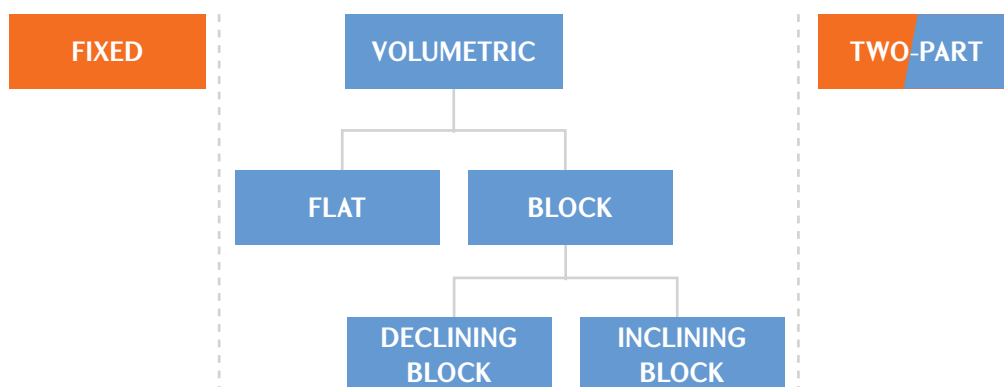 FIXED
VOLUMETRIC
TWO-PART
FLAT
BLOCK
DECLINING
BLOCK
INCLINING
BLOCK